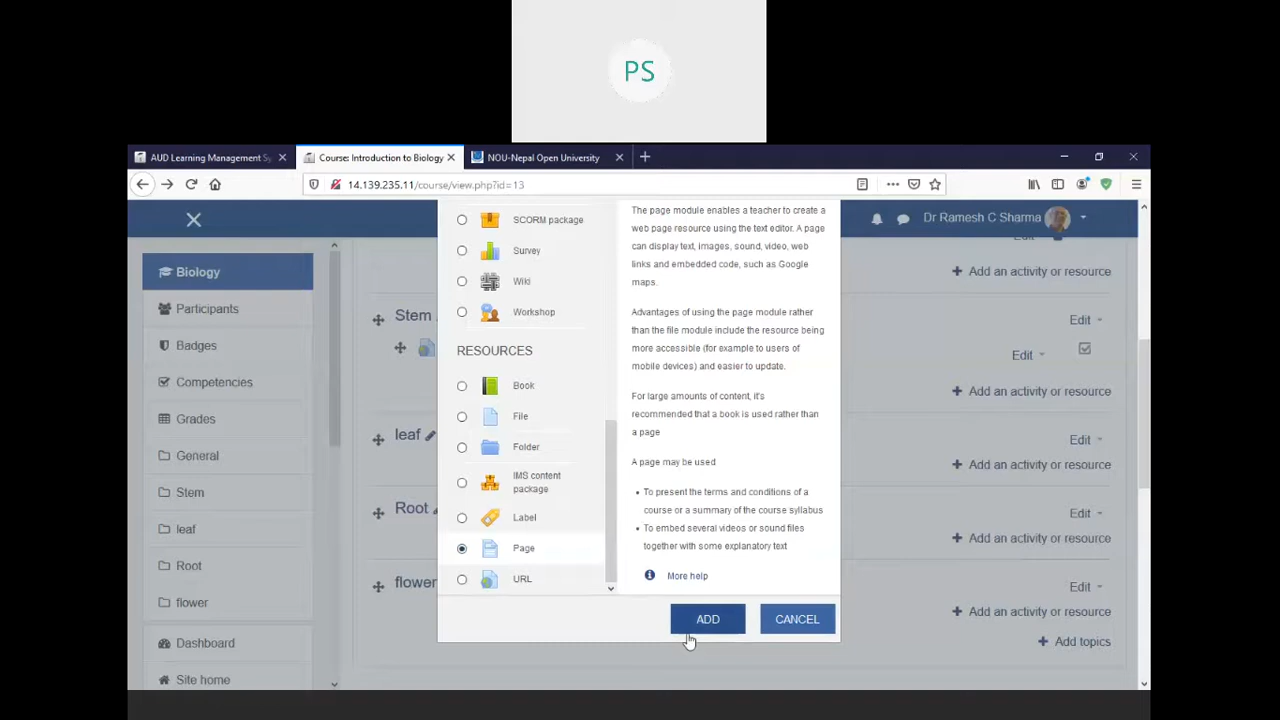 PS
AUD Learning Management Sy
Course: Introduction to Biology
NOU-Nepal Open University
14.139.235.11/course/view.php?id=13
Dr Ramesh C Sharma
Biology
Participants
Badges
Competencies
Grades
General
Stem
leaf
Root
flower
Dashboard
Site home
Edit
Add an activity or resource
Stem
Edit
Edit
Add an activity or resource
leaf
Edit
Add an activity or resource
Root
Edit
Add an activity or resource
flower
Edit
Add an activity or resource
Add topics
SCORM package
Survey
Wiki
Workshop
RESOURCES
Book
File
Folder
IMS content
package
Label
Page
URL
The page module enables a teacher to create a
web page resource using the text editor. A page
can display text, images, sound, video, web
links and embedded code, such as Google
maps.
Advantages of using the page module rather
than the file module include the resource being
more accessible (for example to users of
mobile devices) and easier to update.
For large amounts of content, it's
recommended that a book is used rather than
a page
A page may be used
• To present the terms and conditions of a
course or a summary of the course syllabus
• To embed several videos or sound files
together with some explanatory text
More help
ADD
CANCEL